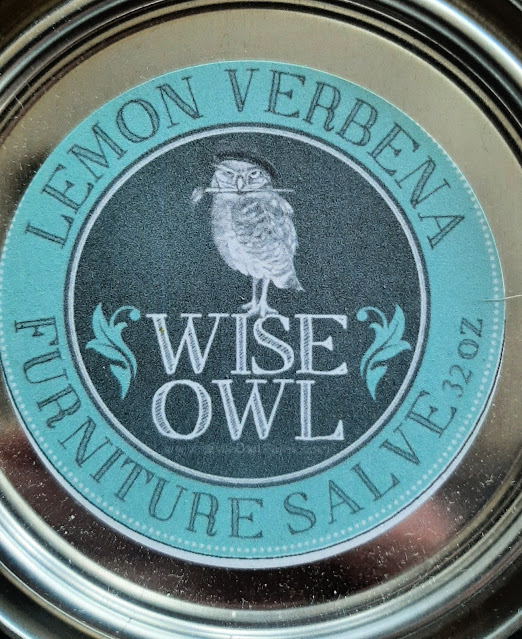 LEMON VERBENA
WISE
OWL
FURNITURE SALVE 32 OZ